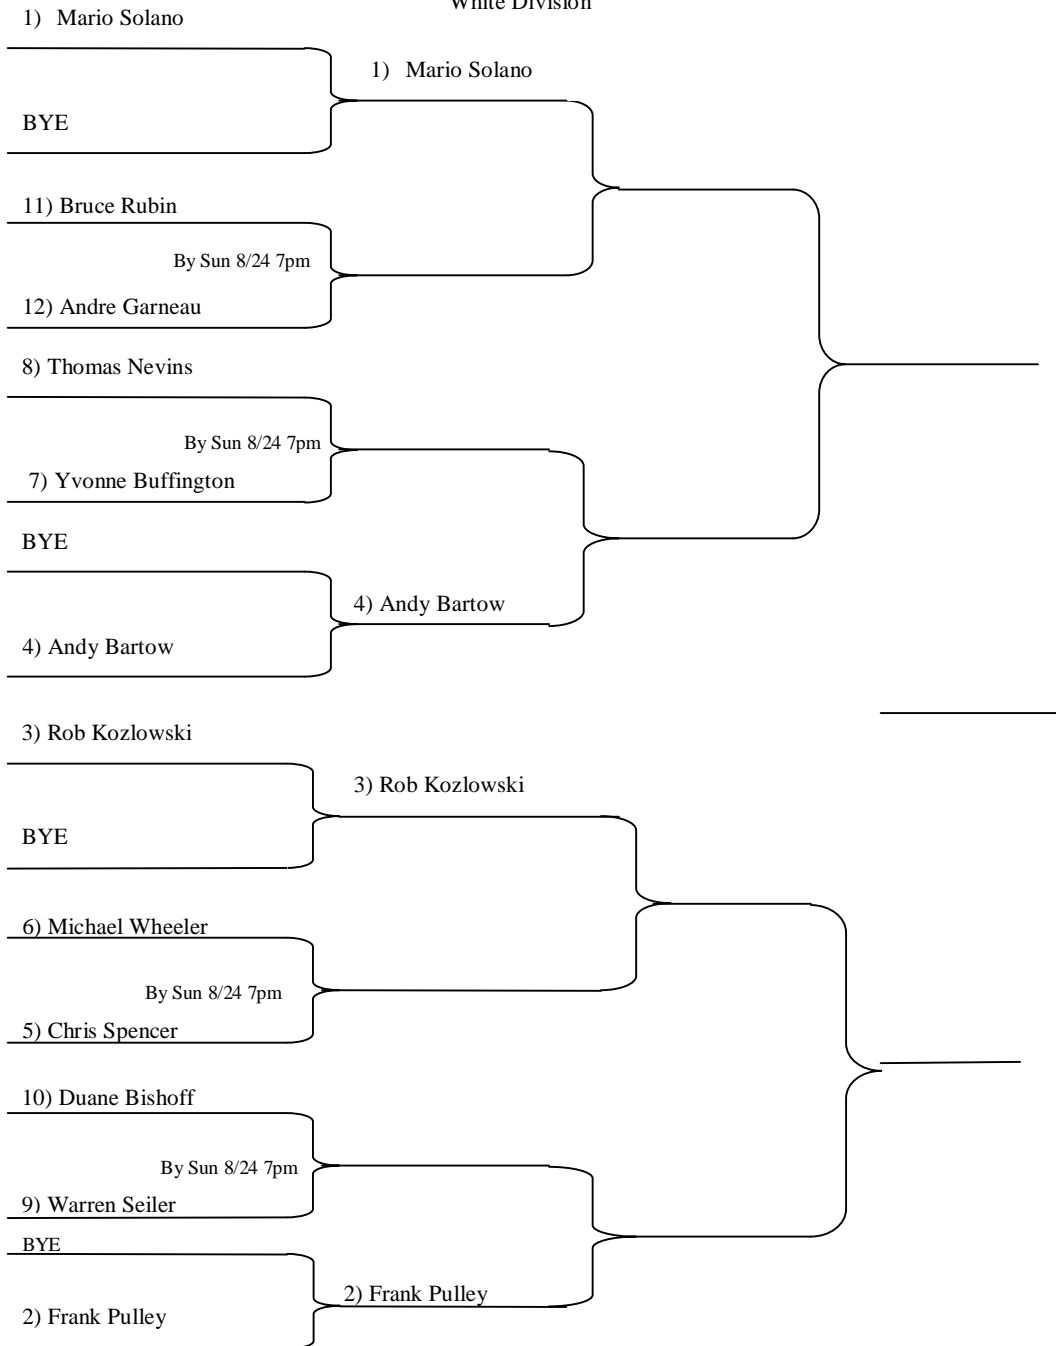 White Division
1) Mario Solano
1) Mario Solano
BYE
11) Bruce Rubin
By Sun 8/24 7pm
12) Andre Garneau
8) Thomas Nevins
By Sun 8/24 7pm
7) Yvonne Buffington
BYE
4) Andy Bartow
4) Andy Bartow
3) Rob Kozlowski
3) Rob Kozlowski
BYE
6) Michael Wheeler
By Sun 8/24 7pm
5) Chris Spencer
10) Duane Bishoff
By Sun 8/24 7pm
9) Warren Seiler
BYE
2) Frank Pulley
2) Frank Pulley